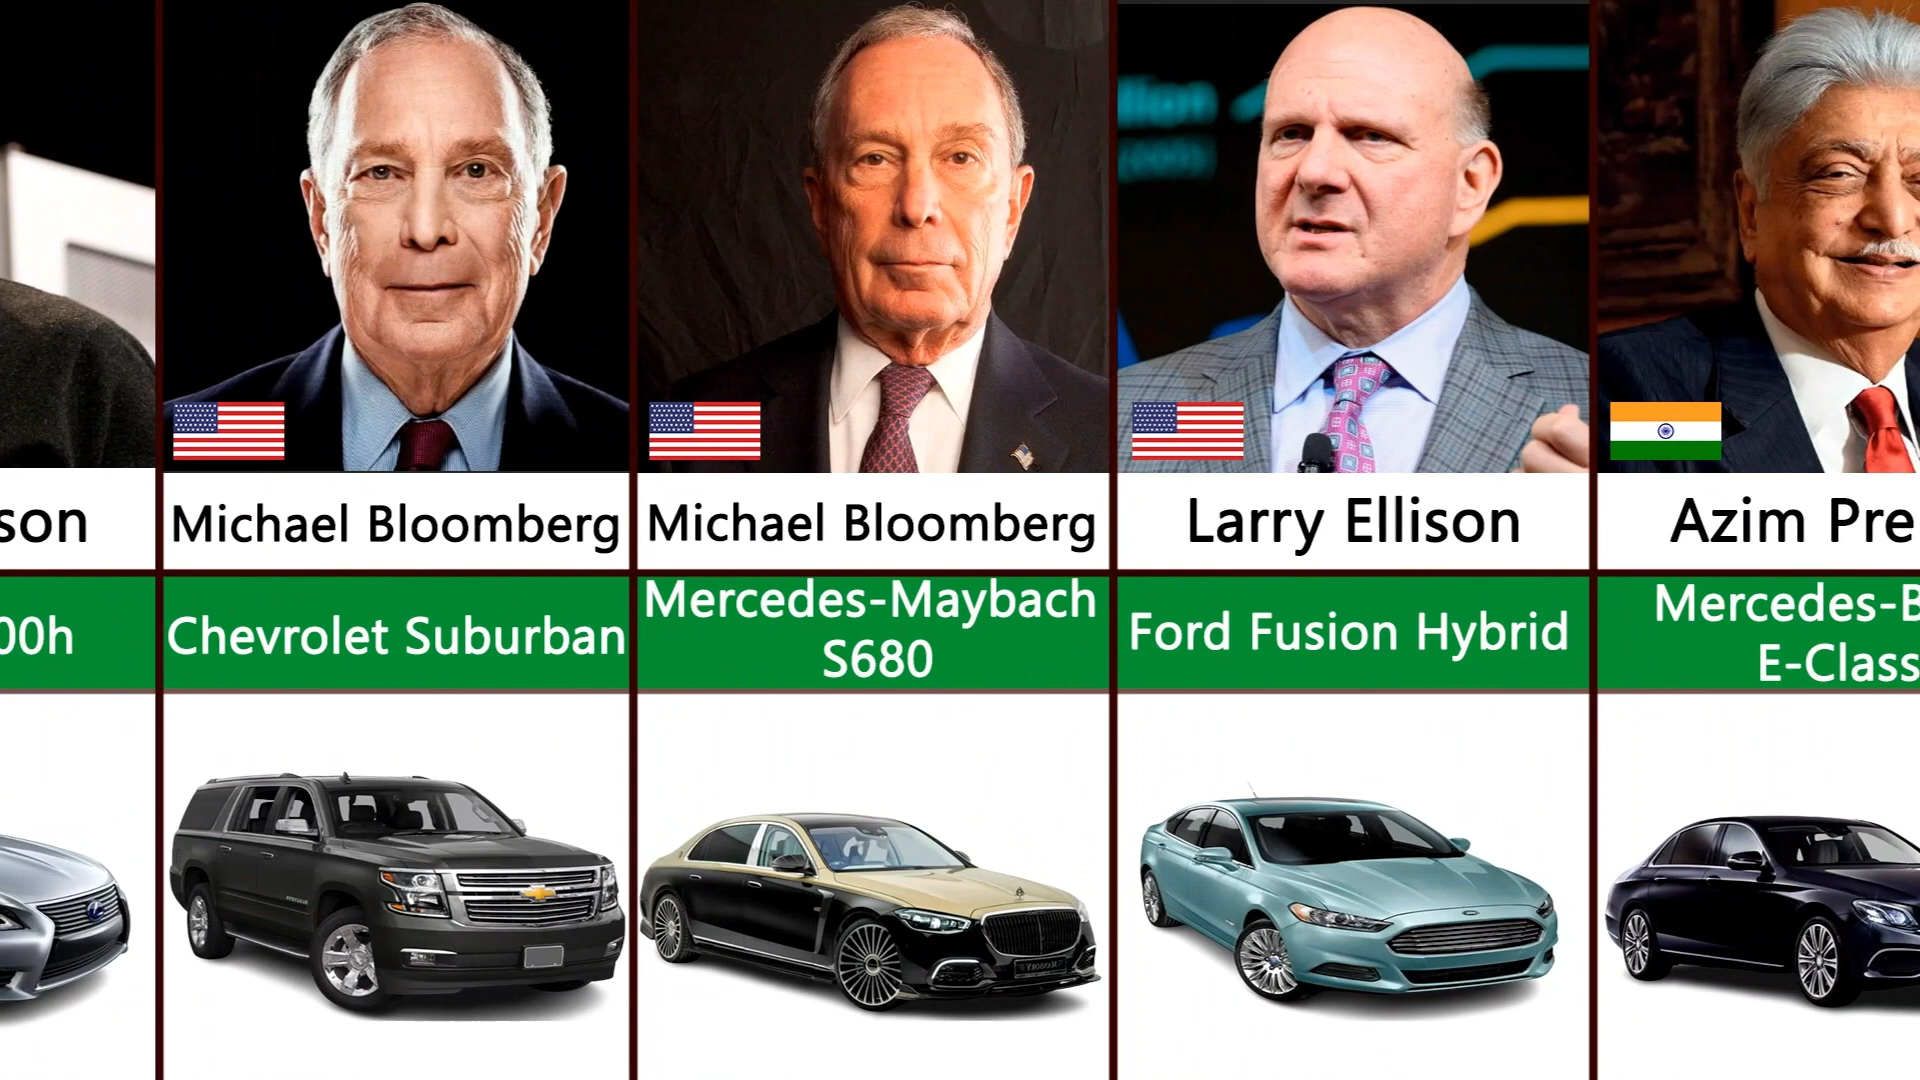 llion
son
Michael Bloomberg
Michael Bloomberg
Larry Ellison
Azim Pre
00h
Chevrolet Suburban
Mercedes-Maybach
S680
Ford Fusion Hybrid
Mercedes-B
E-Class